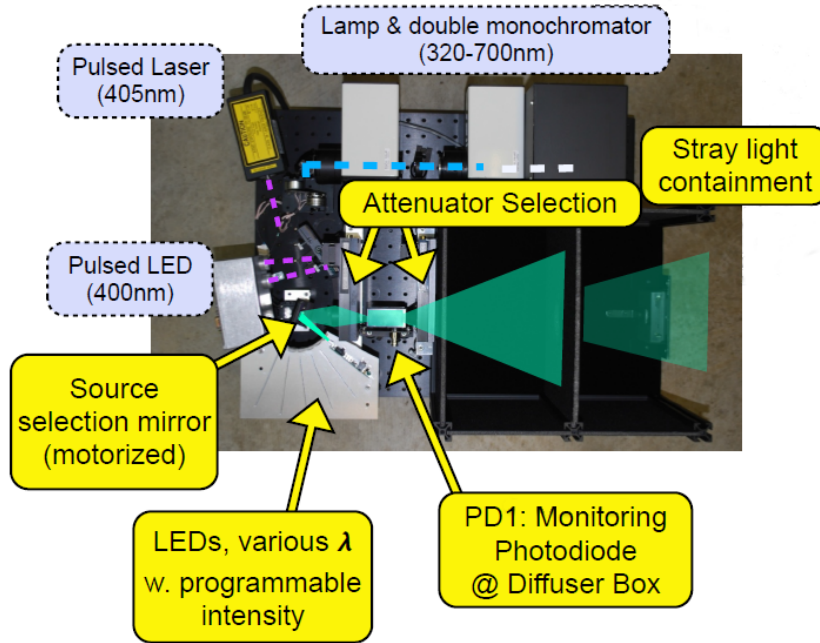 Lamp & double monochromator
(320-700nm)
Pulsed Laser
(405nm)
Stray light
containment
Attenuator Selection
Pulsed LED
(400nm)
Source
selection mirror
(motorized)
LEDs, various λ
w. programmable
intensity
PD1: Monitoring
Photodiode
@ Diffuser Box
CAUTION